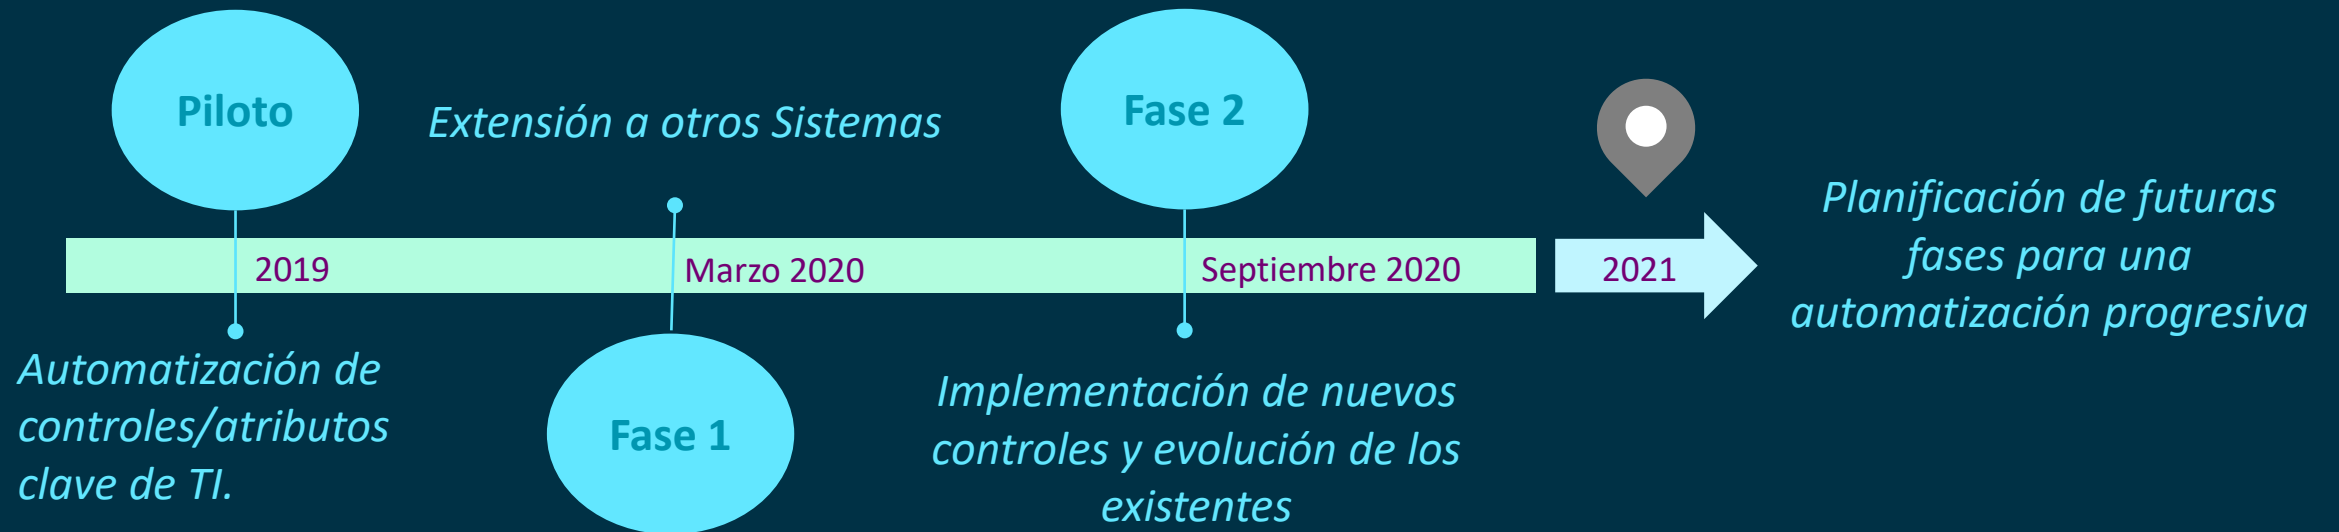 Piloto
2019
Automatización de
controles/atributos
clave de TI.
Extensión a otros Sistemas
Marzo 2020
Fase 1
Fase 2
Septiembre 2020
Implementación de nuevos
controles y evolución de los
existentes
2021
Planificación de futuras
fases para una
automatización progresiva